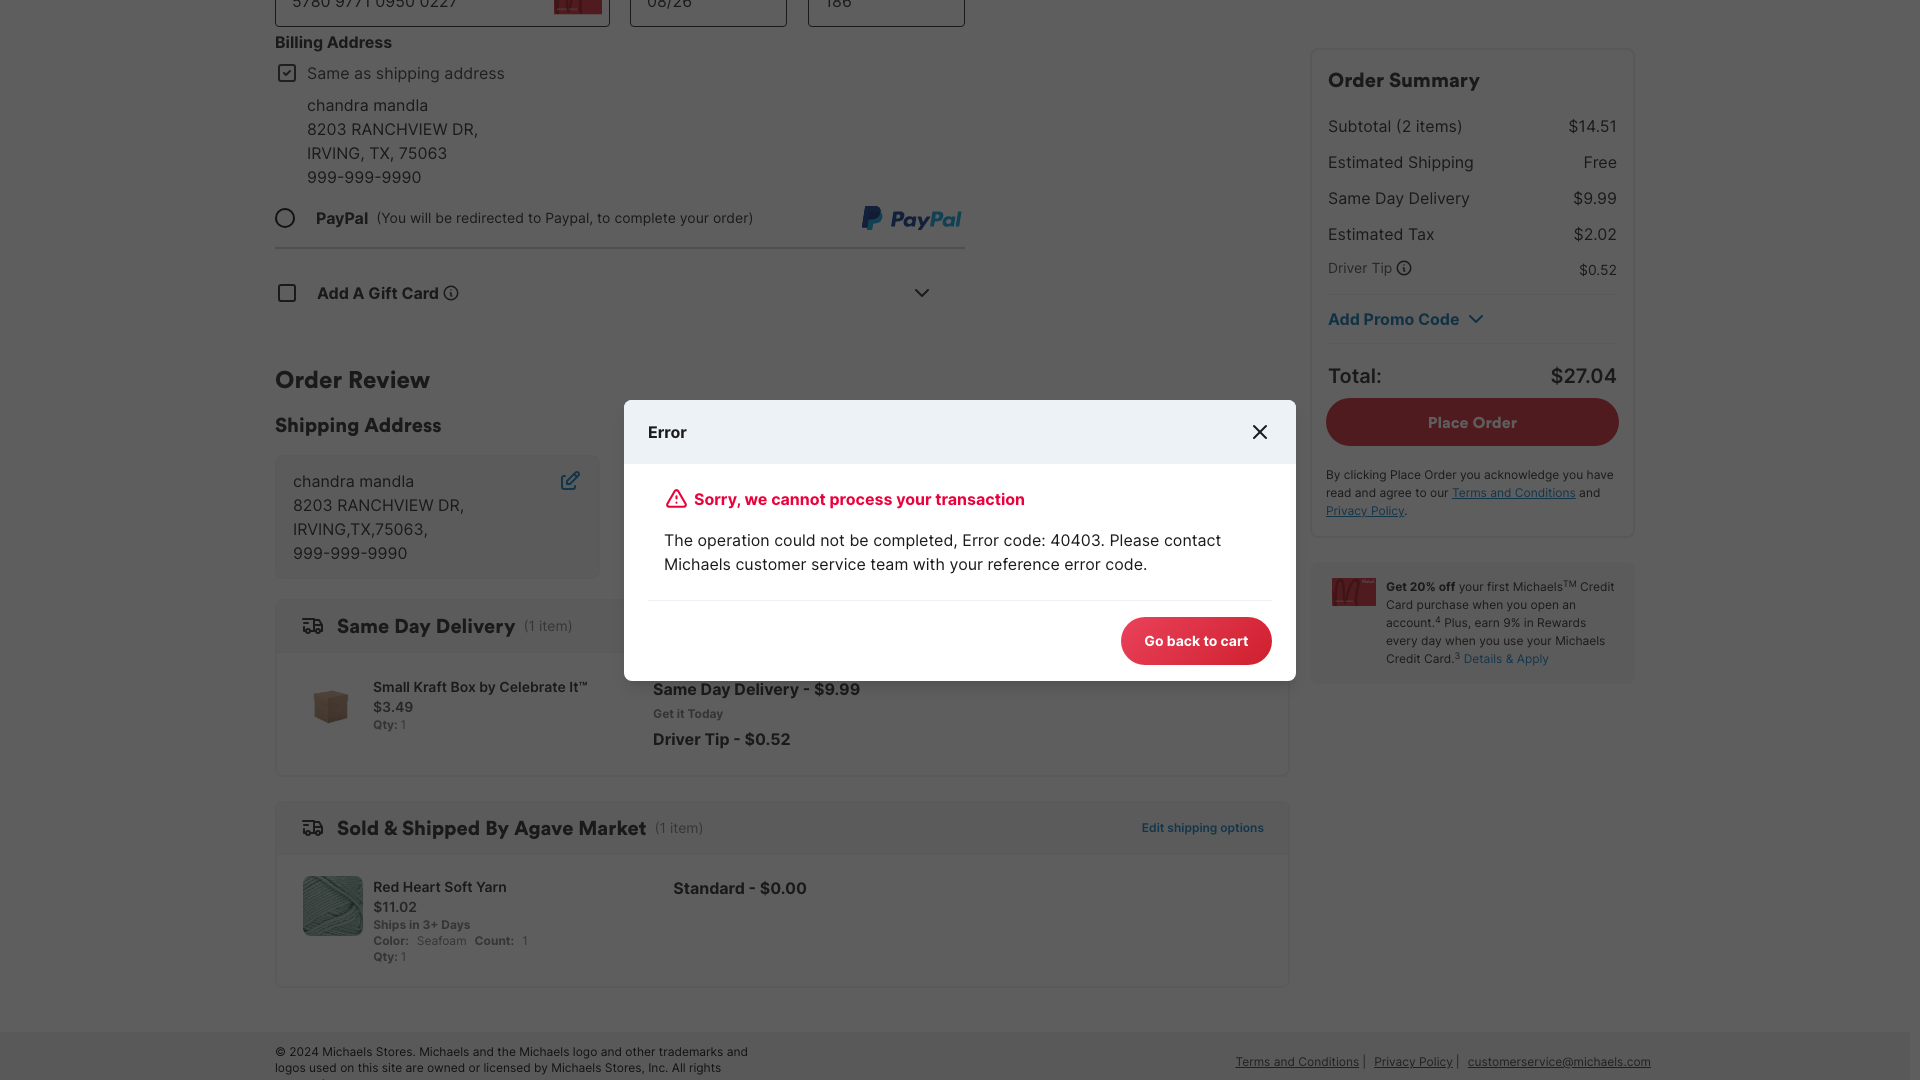 5780 9771 0950 0227
08/26
186
Billing Address
Same as shipping address
chandra mandla
8203 RANCHVIEW DR,
IRVING, TX, 75063
999-999-9990
PayPal (You will be redirected to Paypal, to complete your order)
PayPal
Add A Gift Card
Order Review
Shipping Address
chandra mandla
8203 RANCHVIEW DR,
IRVING,TX,75063,
999-999-9990
Same Day Delivery (1 item)
Small Kraft Box by Celebrate It™
$3.49
Qty: 1
Same Day Delivery - $9.99
Get it Today
Driver Tip - $0.52
Sold & Shipped By Agave Market (1 item)
Edit shipping options
Red Heart Soft Yarn
$11.02
Ships in 3+ Days
Color: Seafoam Count: 1
Qty: 1
Standard - $0.00
Error
Sorry, we cannot process your transaction
The operation could not be completed, Error code: 40403. Please contact
Michaels customer service team with your reference error code.
Go back to cart
Order Summary
Subtotal (2 items) $14.51
Estimated Shipping Free
Same Day Delivery $9.99
Estimated Tax $2.02
Driver Tip $0.52
Add Promo Code
Total: $27.04
Place Order
By clicking Place Order you acknowledge you have
read and agree to our Terms and Conditions and
Privacy Policy.
Get 20% off your first Michaels™ Credit
Card purchase when you open an
account.⁴ Plus, earn 9% in Rewards
every day when you use your Michaels
Credit Card.³ Details & Apply
© 2024 Michaels Stores. Michaels and the Michaels logo and other trademarks and
logos used on this site are owned or licensed by Michaels Stores, Inc. All rights
Terms and Conditions | Privacy Policy | customerservice@michaels.com